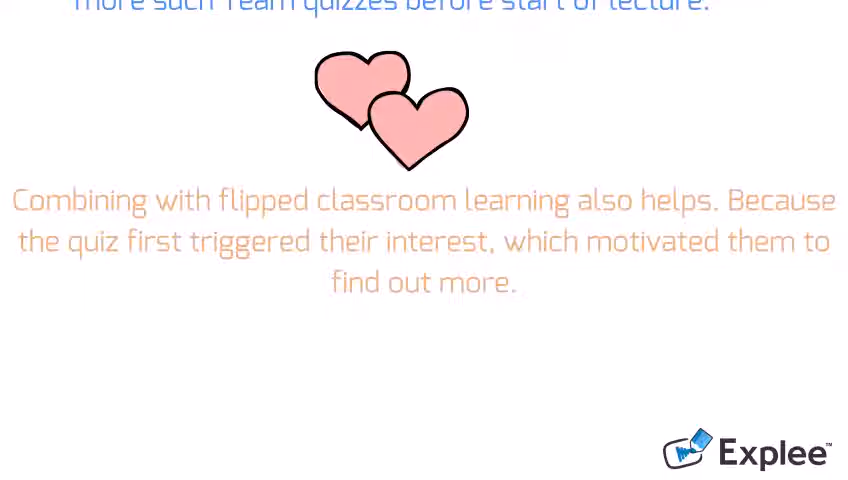 more such Team quizzes before start of lecture.
Combining with flipped classroom learning also helps. Because
the quiz first triggered their interest, which motivated them to
find out more.
Explee™